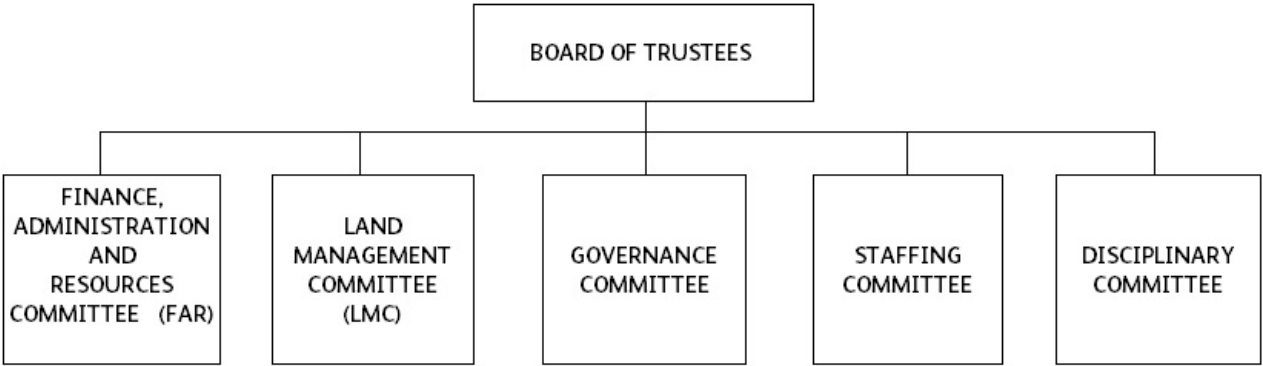 BOARD OF TRUSTEES
FINANCE,
ADMINISTRATION
AND
RESOURCES
COMMITTEE (FAR)
LAND
MANAGEMENT
COMMITTEE
(LMC)
GOVERNANCE
COMMITTEE
STAFFING
COMMITTEE
DISCIPLINARY
COMMITTEE